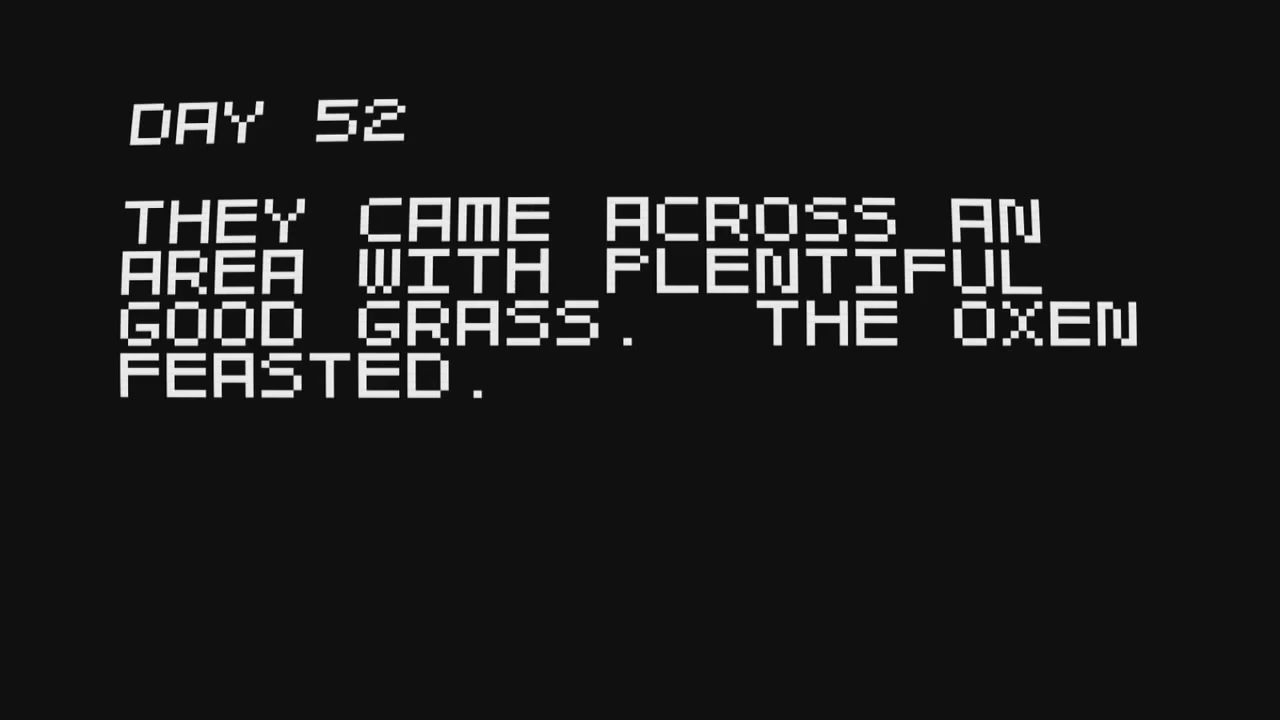 DAY 52
THEY CAME ACROSS AN
AREA WITH PLENTIFUL
GOOD GRASS.  THE OXEN
FEASTED.